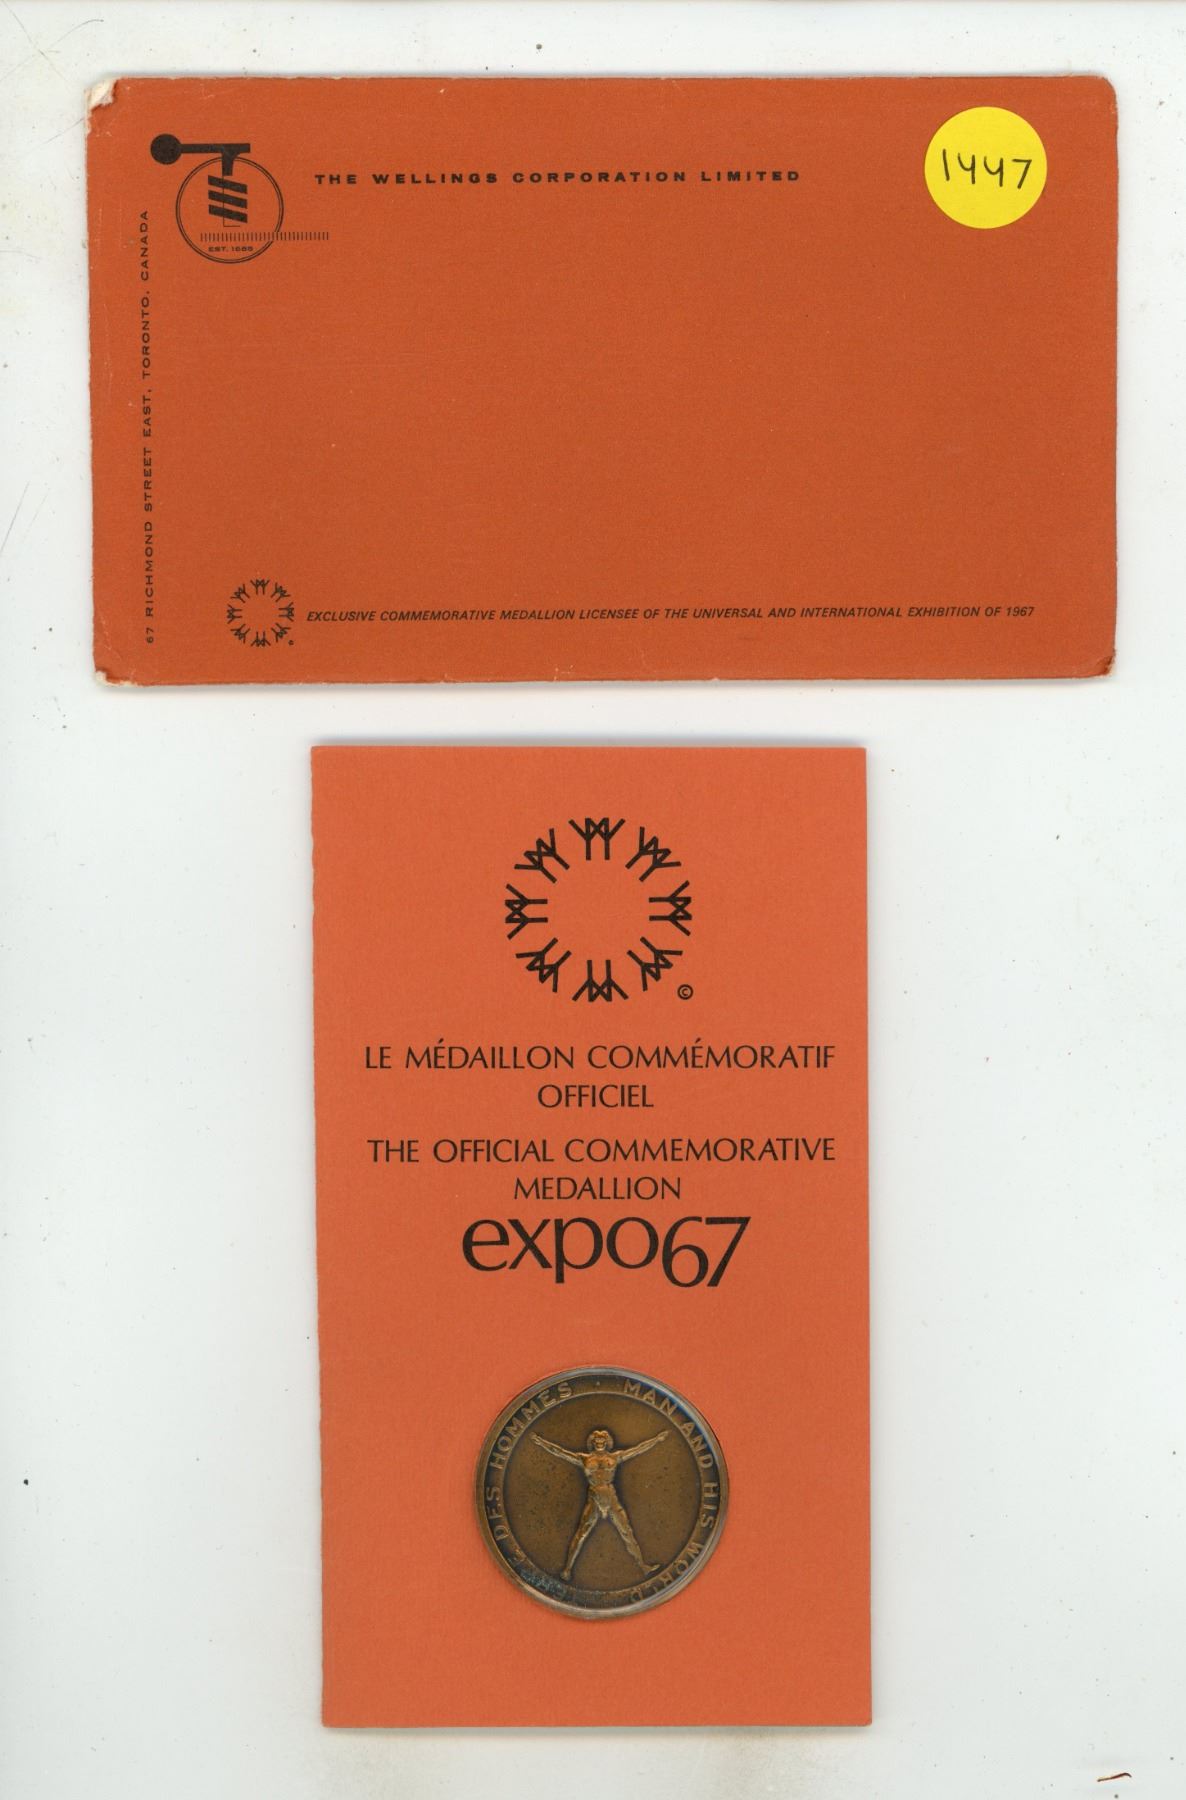 THE WELLINGS CORPORATION LIMITED
1447
EST. 1885
67 RICHMOND STREET EAST, TORONTO, CANADA
EXCLUSIVE COMMEMORATIVE MEDALLION LICENSEE OF THE UNIVERSAL AND INTERNATIONAL EXHIBITION OF 1967
©
LE MÉDAILLON COMMÉMORATIF
OFFICIEL
THE OFFICIAL COMMEMORATIVE
MEDALLION
expo67
TERRE DES HOMMES · MAN AND HIS WORLD